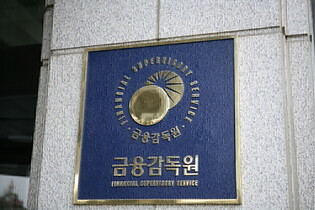 FINANCIAL SUPERVISORY SERVICE
·금융감독원·
금융감독원
FINANCIAL SUPERVISORY SERVICE